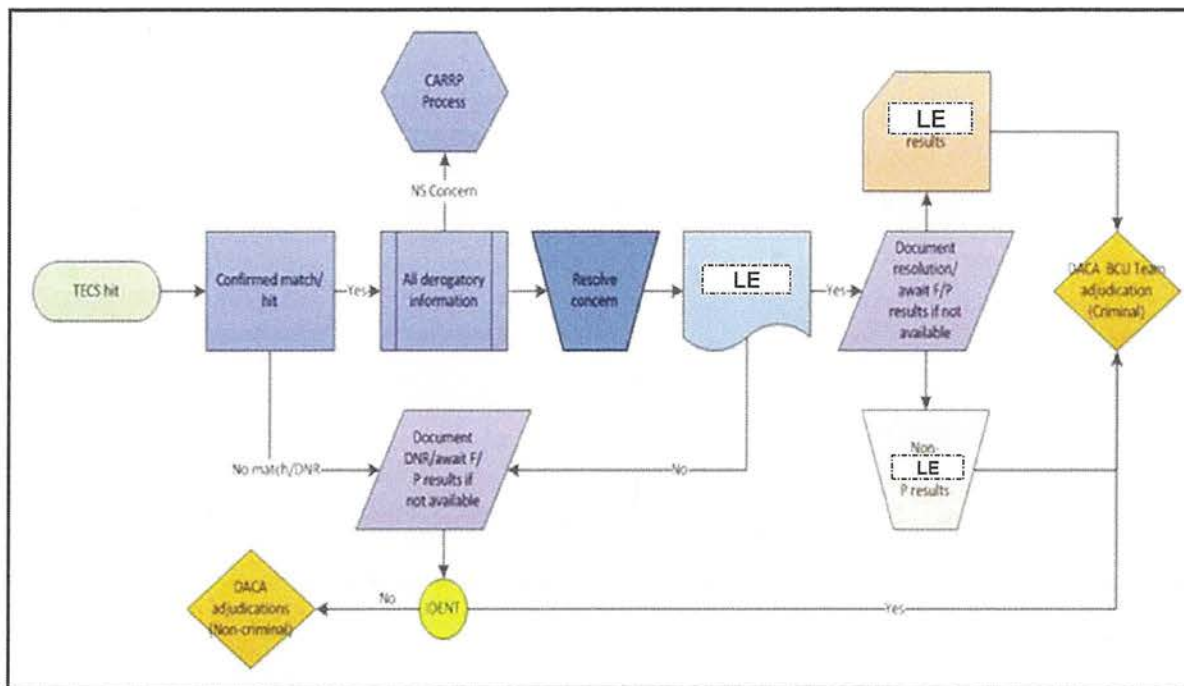 CARRP
Process
NS Concern
TECS hit
Confirmed match/
hit
Yes
All derogatory
information
Resolve
concern
LE
Yes
LE
results
Document
resolution/
await F/P
results if not
available
DACA BCU Team
adjudication
(Criminal)
No match/DNR
Document
DNR/await F/
P results if
not available
No
Non-
LE
P results
DACA
adjudications
(Non-criminal)
No
IDENT
Yes